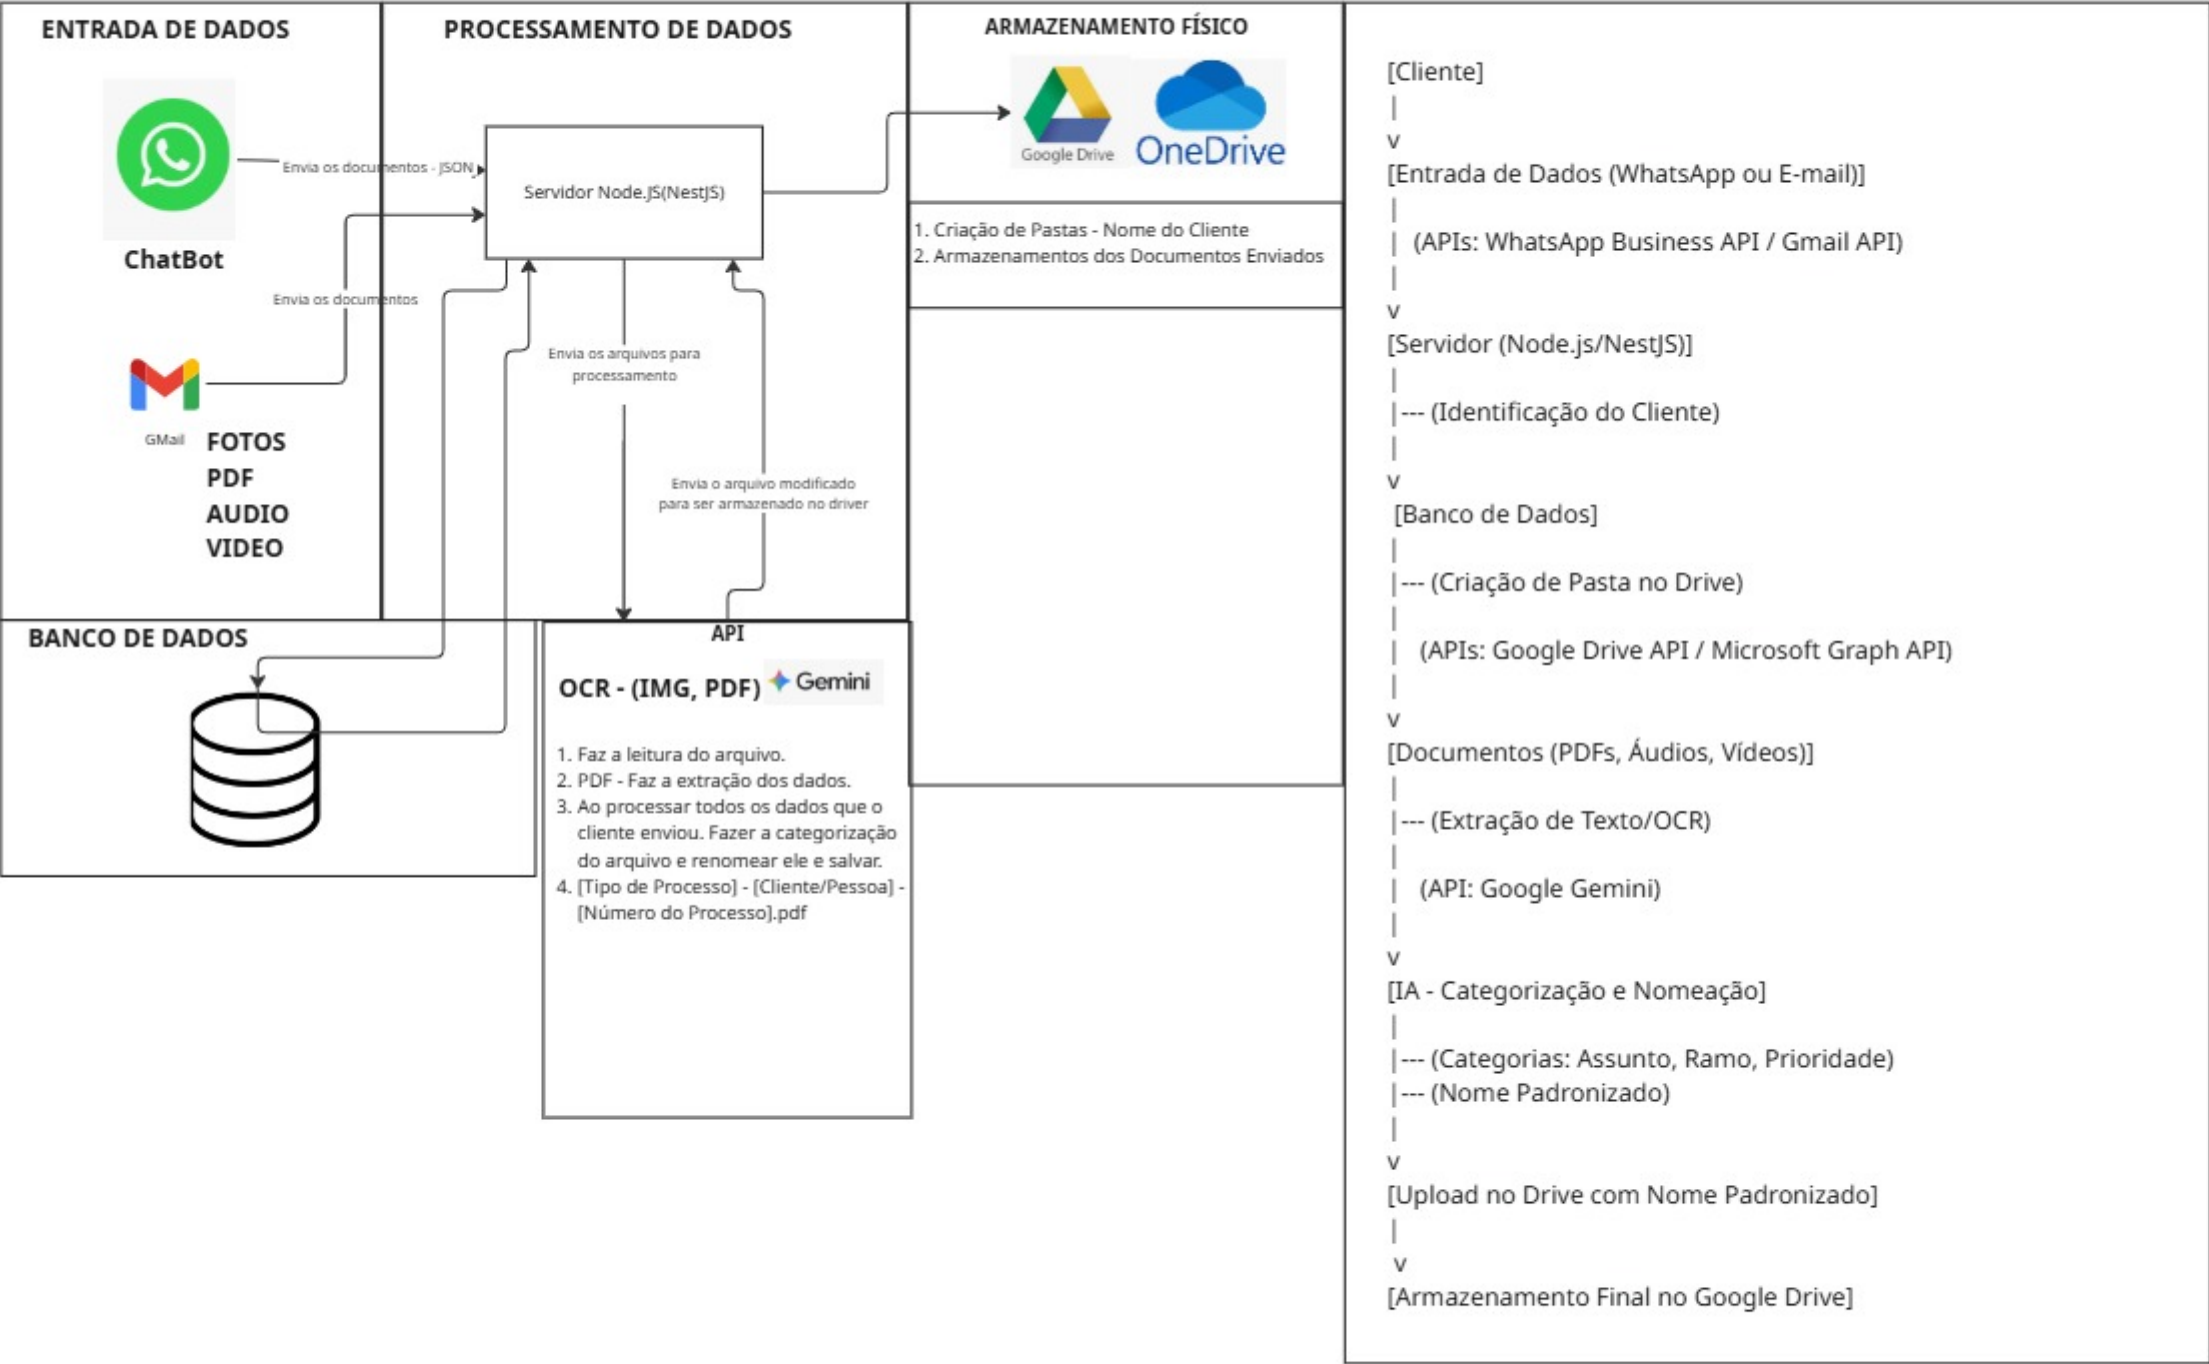 ENTRADA DE DADOS
ChatBot
Envia os documentos - JSON
Envia os documentos
GMail
FOTOS
PDF
AUDIO
VIDEO
PROCESSAMENTO DE DADOS
Servidor Node.JS(NestJS)
Envia os arquivos para
processamento
Envia o arquivo modificado
para ser armazenado no driver
ARMAZENAMENTO FÍSICO
Google Drive
OneDrive
1. Criação de Pastas - Nome do Cliente
2. Armazenamentos dos Documentos Enviados
BANCO DE DADOS
API
OCR - (IMG, PDF)
Gemini
1. Faz a leitura do arquivo.
2. PDF - Faz a extração dos dados.
3. Ao processar todos os dados que o
cliente enviou. Fazer a categorização
do arquivo e renomear ele e salvar.
4. [Tipo de Processo] - [Cliente/Pessoa] -
[Número do Processo].pdf
[Cliente]
|
v
[Entrada de Dados (WhatsApp ou E-mail)]
|
| (APIs: WhatsApp Business API / Gmail API)
|
v
[Servidor (Node.js/NestJS)]
|
|--- (Identificação do Cliente)
|
v
[Banco de Dados]
|
|--- (Criação de Pasta no Drive)
|
| (APIs: Google Drive API / Microsoft Graph API)
|
v
[Documentos (PDFs, Áudios, Vídeos)]
|
|--- (Extração de Texto/OCR)
|
| (API: Google Gemini)
|
v
[IA - Categorização e Nomeação]
|
|--- (Categorias: Assunto, Ramo, Prioridade)
|--- (Nome Padronizado)
|
v
[Upload no Drive com Nome Padronizado]
|
v
[Armazenamento Final no Google Drive]